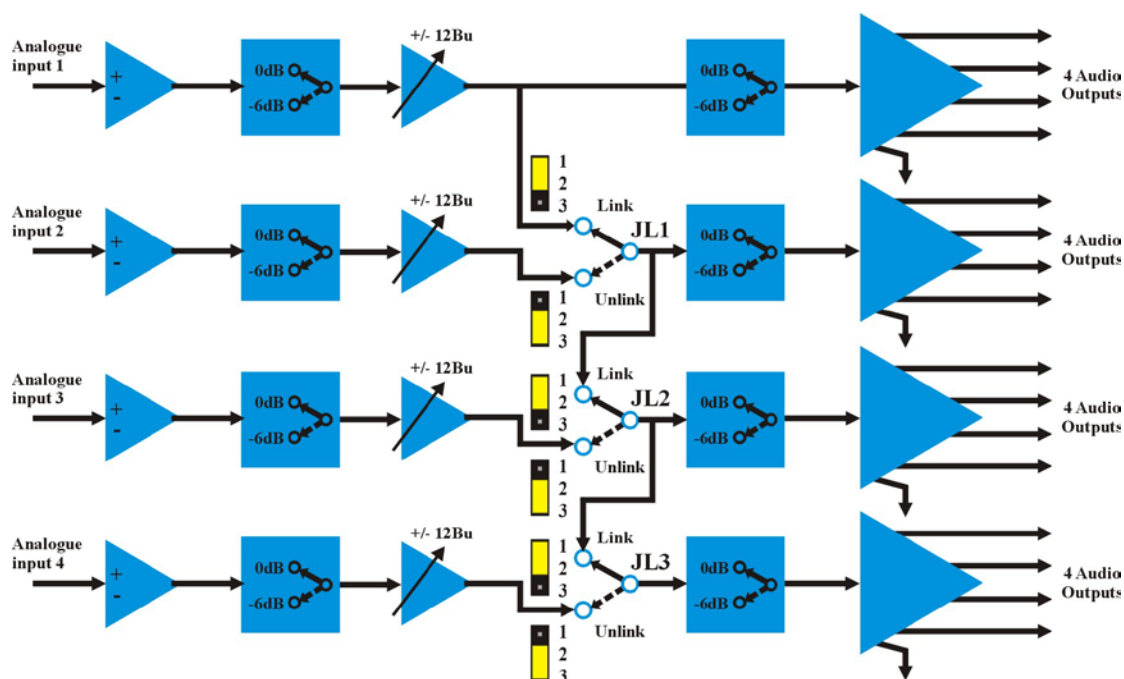 Analogue
input 1
+
-
0dB
-6dB
+/- 12Bu
0dB
-6dB
4 Audio
Outputs
1
2
3
Analogue
input 2
+
-
0dB
-6dB
+/- 12Bu
Link
JL1
Unlink
1
2
3
0dB
-6dB
4 Audio
Outputs
Analogue
input 3
+
-
0dB
-6dB
+/- 12Bu
1
2
3
Link
JL2
Unlink
1
2
3
0dB
-6dB
4 Audio
Outputs
Analogue
input 4
+
-
0dB
-6dB
+/- 12Bu
1
2
3
Link
JL3
Unlink
1
2
3
0dB
-6dB
4 Audio
Outputs